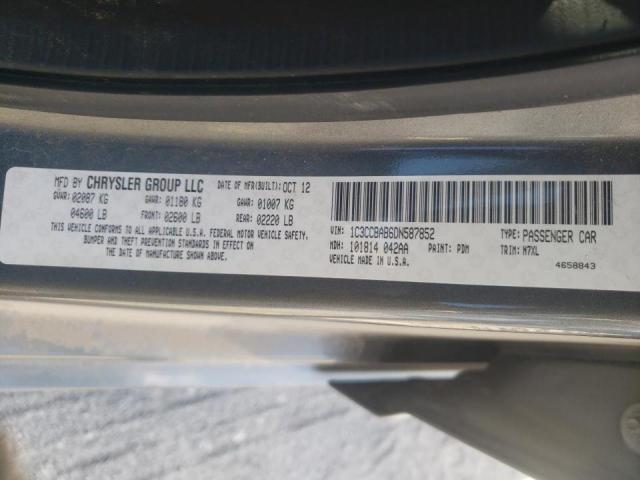 MFD BY CHRYSLER GROUP LLC
DATE OF MFR(BUILT): OCT 12
GVWR: 02087 KG
04600 LB
GAWR: 01180 KG
FRONT: 02600 LB
GAWR: 01007 KG
REAR: 02220 LB
THIS VEHICLE CONFORMS TO ALL APPLICABLE U.S.A. FEDERAL MOTOR VEHICLE SAFETY,
BUMPER AND THEFT PREVENTION STANDARDS IN EFFECT ON
THE DATE OF MANUFACTURE SHOWN ABOVE.
VIN: 1C3CCBAB6DN587852
TYPE: PASSENGER CAR
MDH: 101814 042AA
PAINT: PDM
TRIM: M7XL
VEHICLE MADE IN U.S.A.
4658843